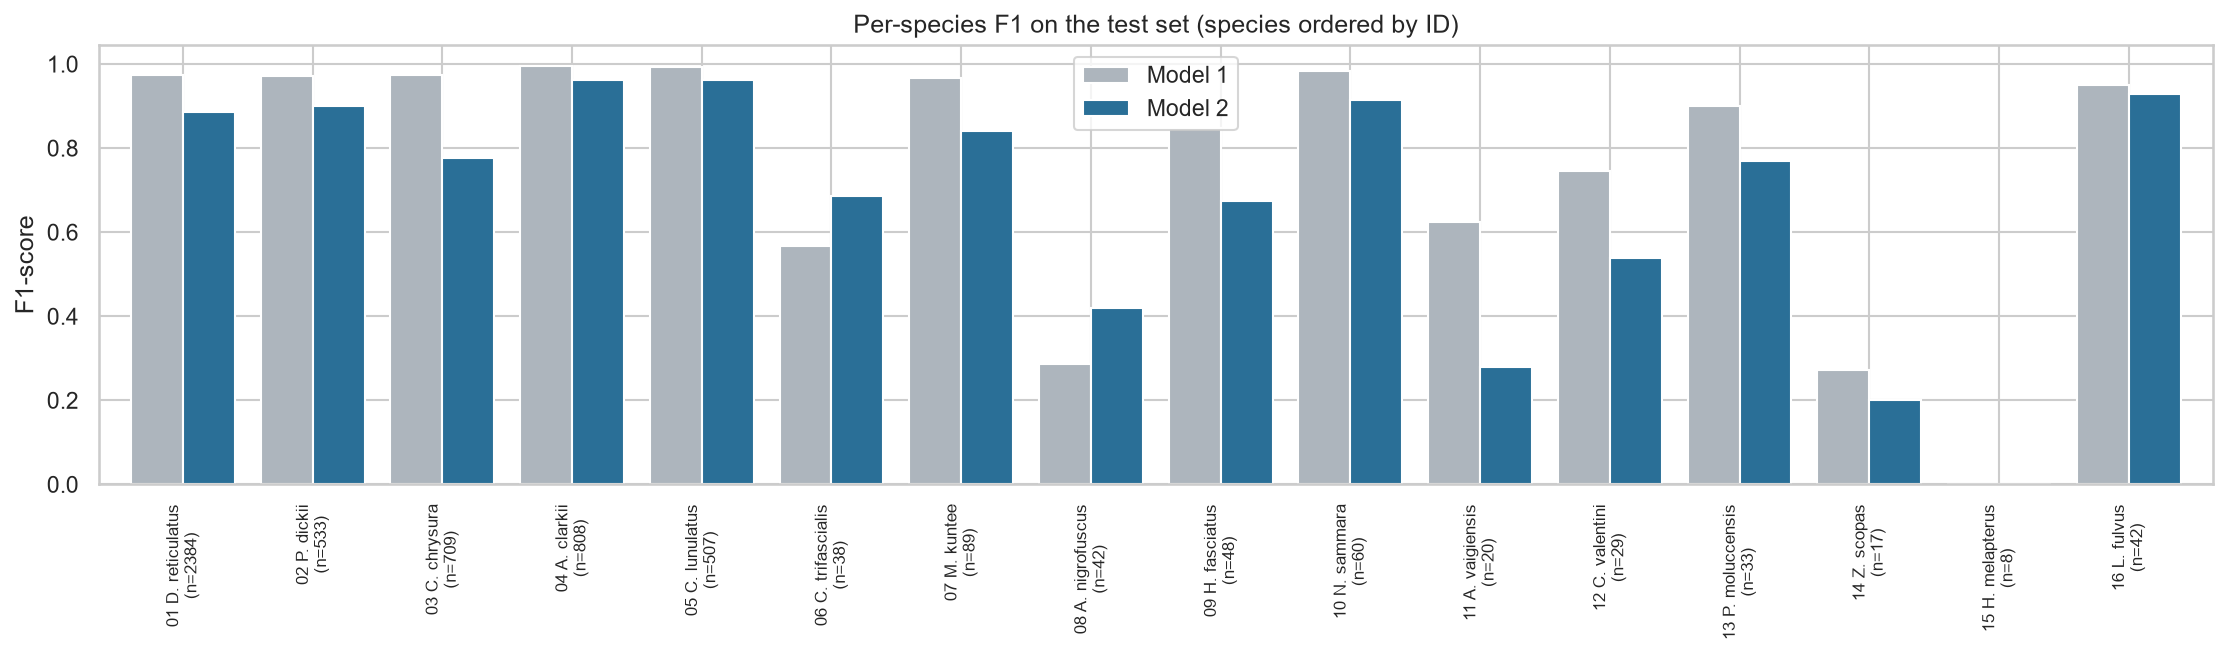 Per-species F1 on the test set (species ordered by ID)
Model 1
Model 2
F1-score
1.0
0.8
0.6
0.4
0.2
0.0
01 D. reticulatus
(n=2384)
02 P. dickii
(n=533)
03 C. chrysura
(n=709)
04 A. clarkii
(n=808)
05 C. lunulatus
(n=507)
06 C. trifascialis
(n=38)
07 M. kuntee
(n=89)
08 A. nigrofuscus
(n=42)
09 H. fasciatus
(n=48)
10 N. sammara
(n=60)
11 A. vaigiensis
(n=20)
12 C. valentini
(n=29)
13 P. moluccensis
(n=33)
14 Z. scopas
(n=17)
15 H. melapterus
(n=8)
16 L. fulvus
(n=42)